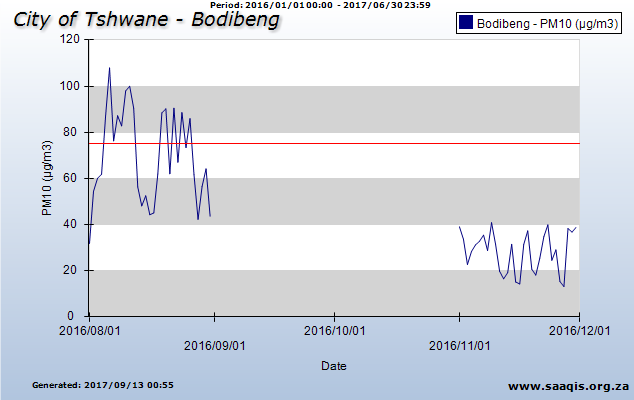 Period: 2016/01/01 00:00 - 2017/06/30 23:59
City of Tshwane - Bodibeng
Bodibeng - PM10 (µg/m3)
120
100
80
60
40
20
0
PM10 (µg/m3)
2016/08/01
2016/09/01
2016/10/01
2016/11/01
2016/12/01
Date
Generated: 2017/09/13 00:55
www.saaqis.org.za